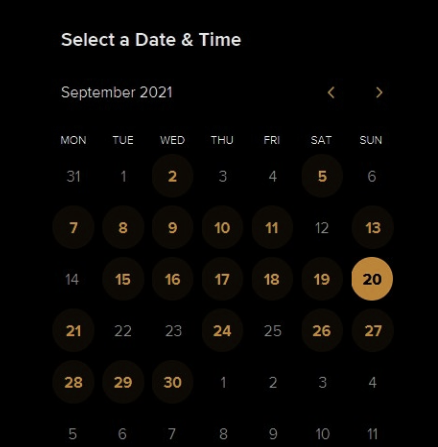 Select a Date & Time
September 2021
MON TUE WED THU FRI SAT SUN
31 1 2 3 4 5 6
7 8 9 10 11 12 13
14 15 16 17 18 19 20
21 22 23 24 25 26 27
28 29 30 1 2 3 4
5 6 7 8 9 10 11